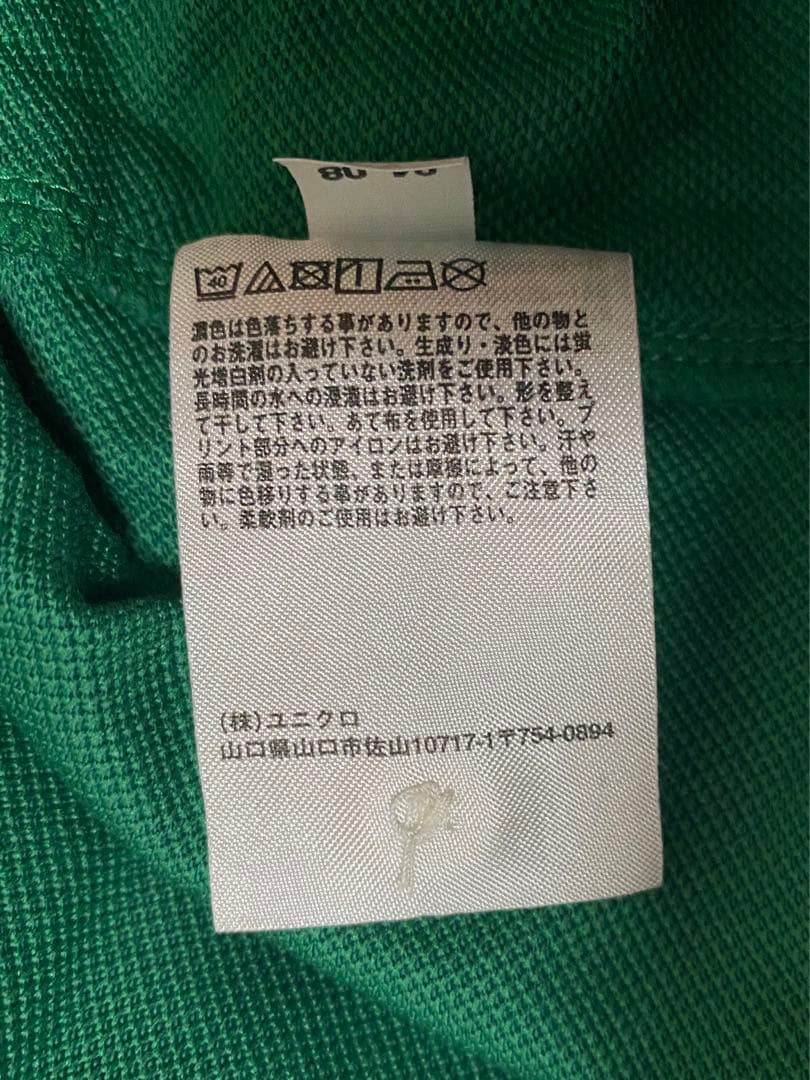 40
濃色は色落ちする事がありますので、他の物と
のお洗濯はお避け下さい。生成り・淡色には蛍
光増白剤の入っていない洗剤をご使用下さい。
長時間の水への浸漬はお避け下さい。形を整え
て干して下さい。あて布を使用して下さい。プ
リント部分へのアイロンはお避け下さい。汗や
雨等で湿った状態、または摩擦によって、他の
物に色移りする事がありますので、ご注意下さ
い。柔軟剤のご使用はお避け下さい。
(株)ユニクロ
山口県山口市佐山10717-1〒754-0894